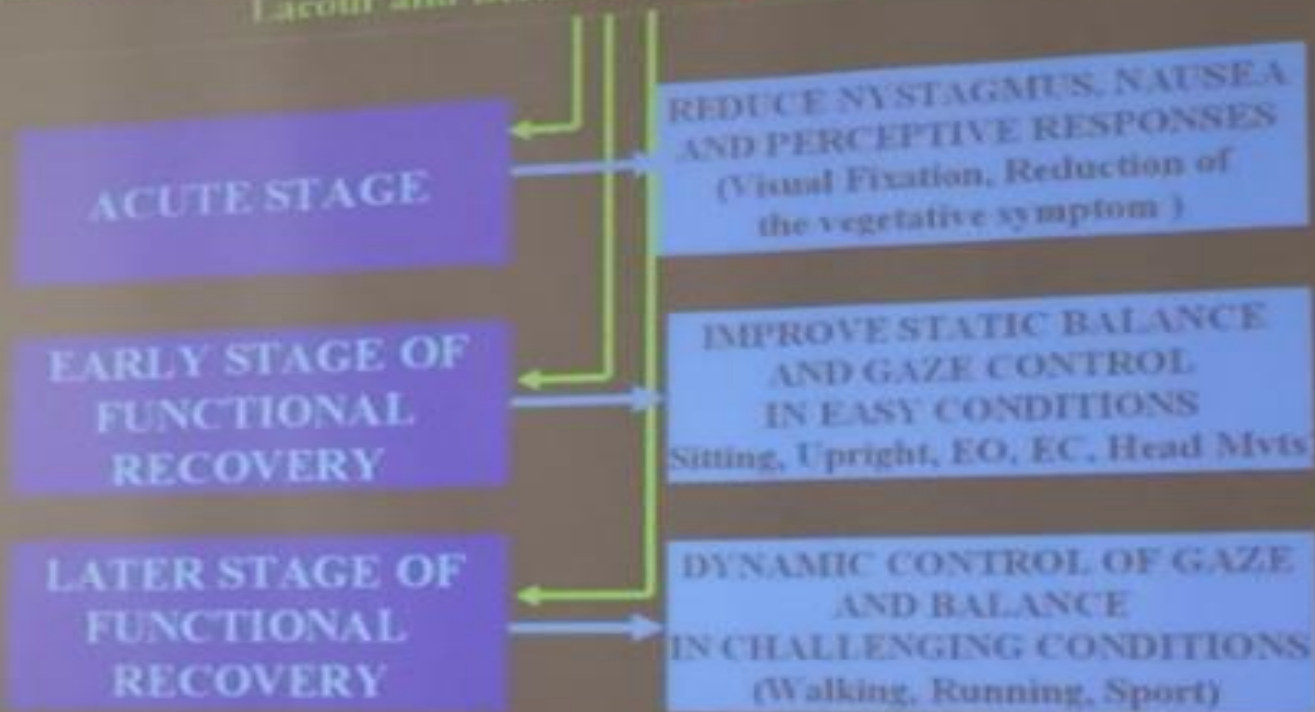 Lacour and
ACUTE STAGE
REDUCE NYSTAGMUS, NAUSEA
AND PERCEPTIVE RESPONSES
(Visual Fixation, Reduction of
the vegetative symptom )
EARLY STAGE OF
FUNCTIONAL
RECOVERY
IMPROVE STATIC BALANCE
AND GAZE CONTROL
IN EASY CONDITIONS
Sitting, Upright, EO, EC, Head Mvts
LATER STAGE OF
FUNCTIONAL
RECOVERY
DYNAMIC CONTROL OF GAZE
AND BALANCE
IN CHALLENGING CONDITIONS
(Walking, Running, Sport)